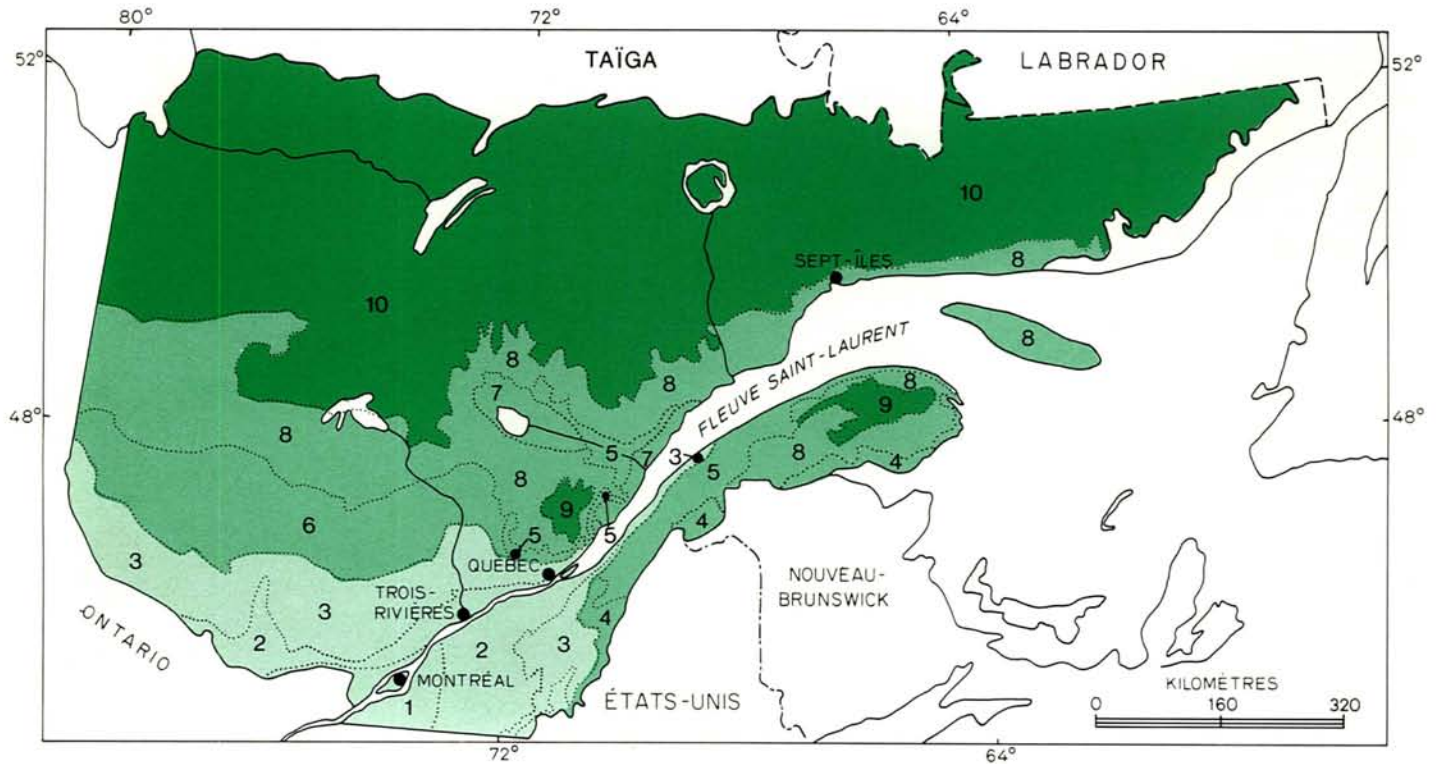 80° 72° 64°
52° TAÏGA LABRADOR 52°
10
SEPT-ÎLES 8
10
8
FLEUVE SAINT-LAURENT
8 8
7 8
9
48° 48°
8 5 7 3 5 8 4
8
9
6 5 5 4
3 QUÉBEC
TROIS-
RIVIÈRES
NOUVEAU-
BRUNSWICK
3 4
2 2 3
ONTARIO
MONTRÉAL
KILOMÈTRES
1 ÉTATS-UNIS
0 160 320
72° 64°